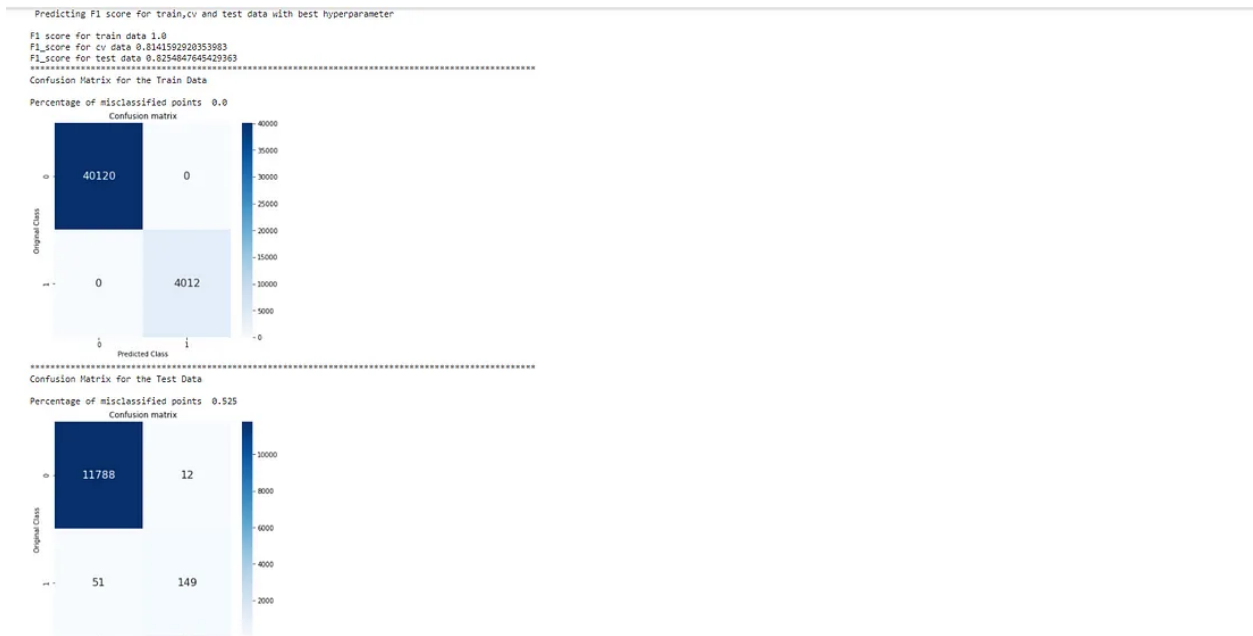 Predicting F1 score for train,cv and test data with best hyperparameter
F1 score for train data 1.0
F1_score for cv data 0.8141592920353983
F1_score for test data 0.8254847645429363
Confusion Matrix for the Train Data
Percentage of misclassified points 0.0
Confusion matrix
40000
35000
40120 0
30000
0
25000
20000
Original Class
15000
0 4012
1
10000
5000
0
0 1
Predicted Class
Confusion Matrix for the Test Data
Percentage of misclassified points 0.525
Confusion matrix
10000
11788 12
0
8000
6000
Original Class
4000
51 149
1
2000